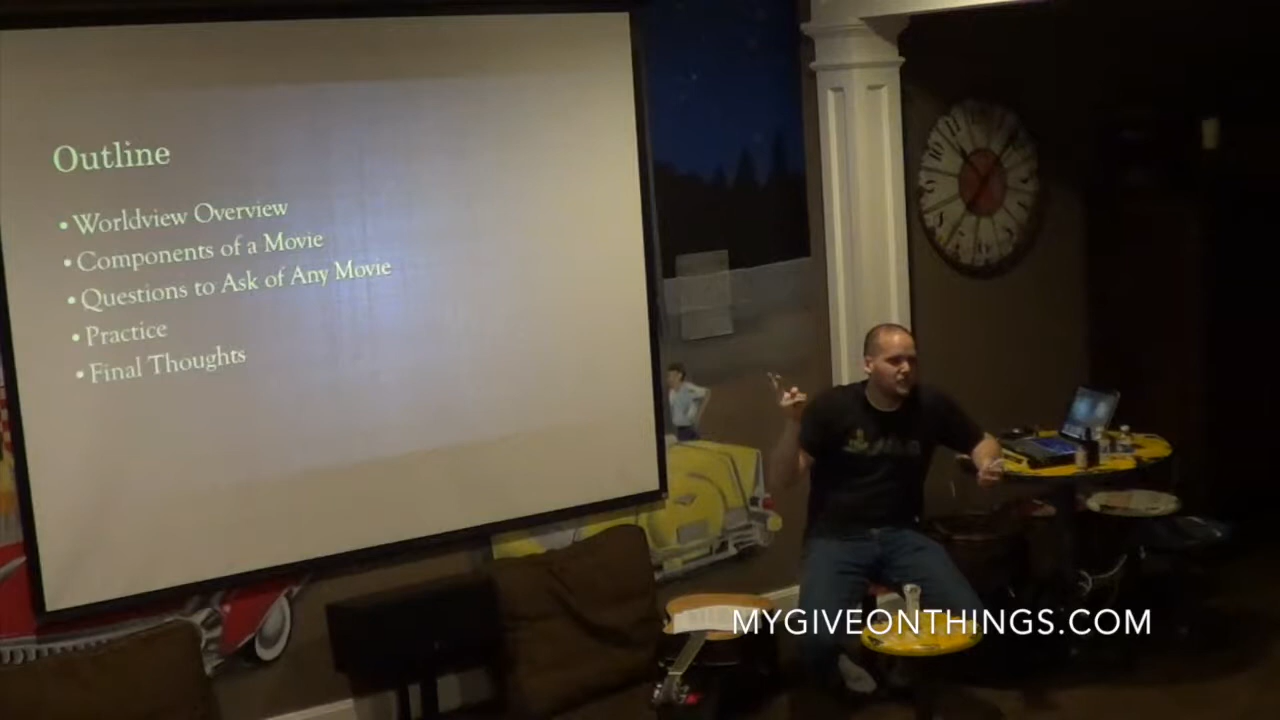 Outline
• Worldview Overview
• Components of a Movie
• Questions to Ask of Any Movie
• Practice
• Final Thoughts
MYGIVEONTHINGS.COM